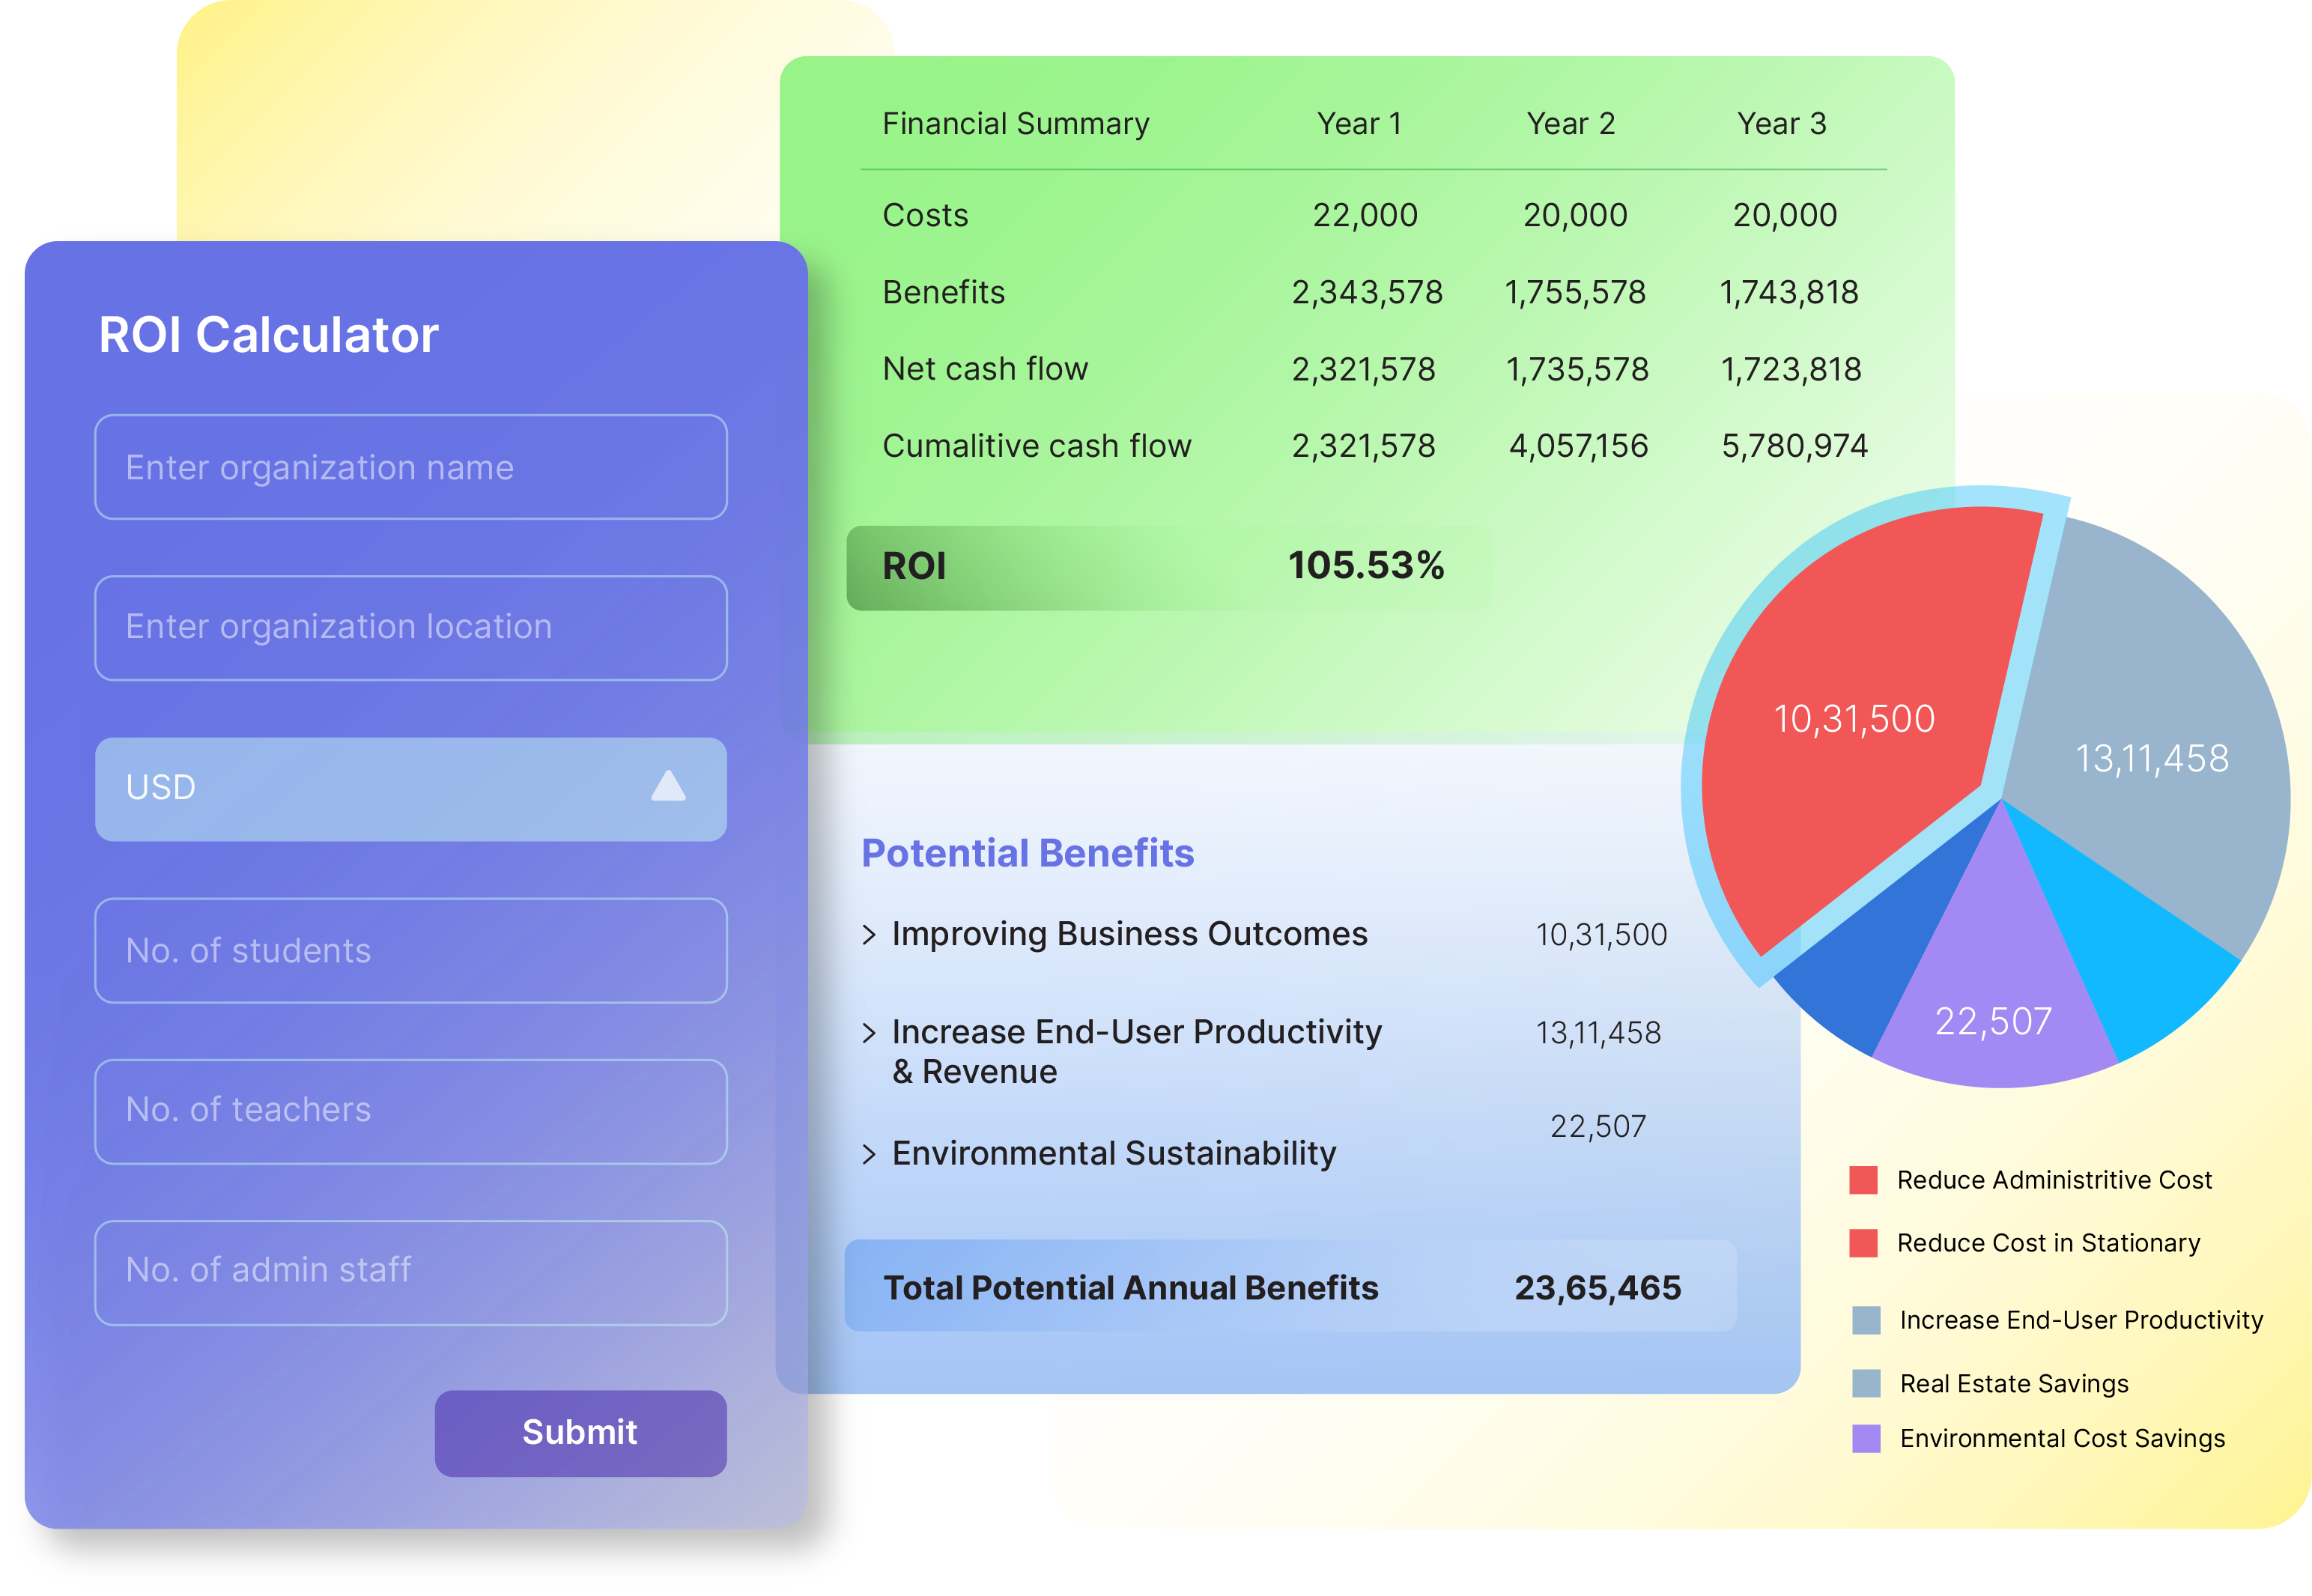 ROI Calculator
Enter organization name
Enter organization location
USD
No. of students
No. of teachers
No. of admin staff
Submit
Financial Summary Year 1 Year 2 Year 3
Costs 22,000 20,000 20,000
Benefits 2,343,578 1,755,578 1,743,818
Net cash flow 2,321,578 1,735,578 1,723,818
Cumalitive cash flow 2,321,578 4,057,156 5,780,974
ROI 105.53%
Potential Benefits
> Improving Business Outcomes 10,31,500
> Increase End-User Productivity 13,11,458
& Revenue
> Environmental Sustainability 22,507
Total Potential Annual Benefits 23,65,465
10,31,500
13,11,458
22,507
Reduce Administritive Cost
Reduce Cost in Stationary
Increase End-User Productivity
Real Estate Savings
Environmental Cost Savings